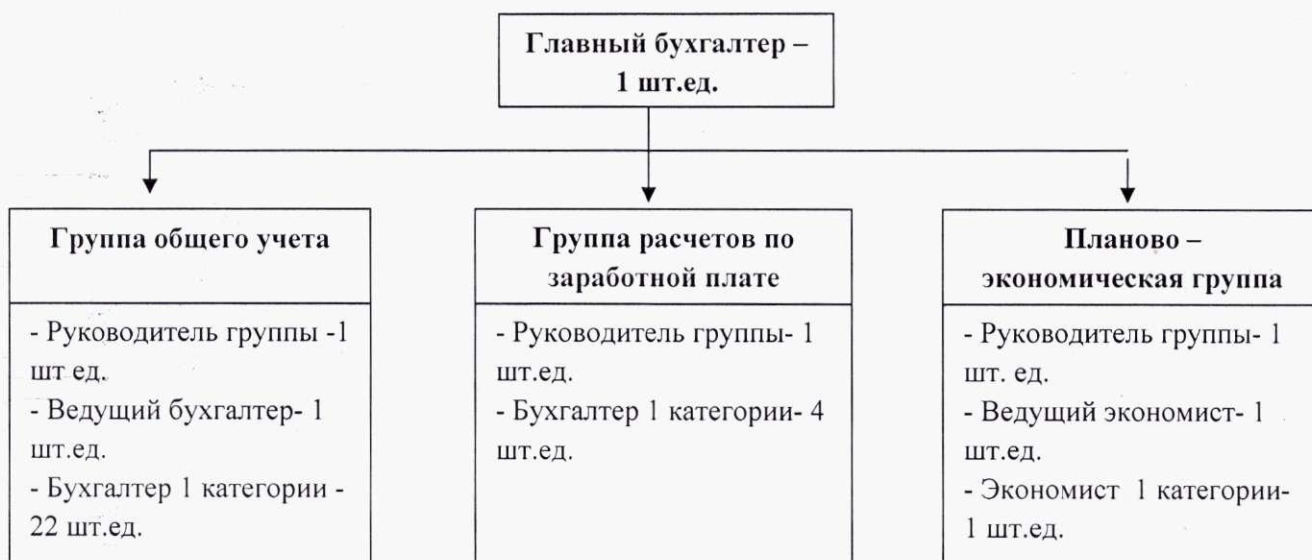 Главный бухгалтер –
1 шт.ед.
Группа общего учета
- Руководитель группы -1
шт ед.
- Ведущий бухгалтер- 1
шт.ед.
- Бухгалтер 1 категории -
22 шт.ед.
Группа расчетов по
заработной плате
- Руководитель группы- 1
шт.ед.
- Бухгалтер 1 категории- 4
шт.ед.
Планово –
экономическая группа
- Руководитель группы- 1
шт. ед.
- Ведущий экономист- 1
шт.ед.
- Экономист 1 категории-
1 шт.ед.